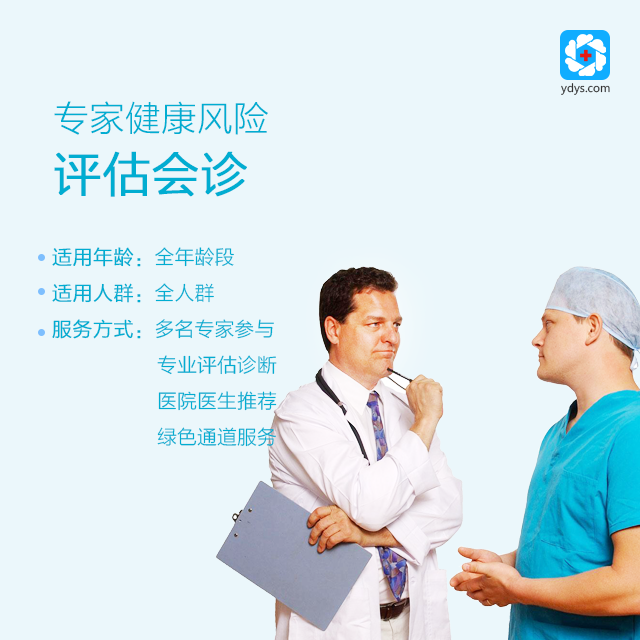 ydys.com
专家健康风险
评估会诊
适用年龄：全年龄段
适用人群：全人群
服务方式：多名专家参与
专业评估诊断
医院医生推荐
绿色通道服务